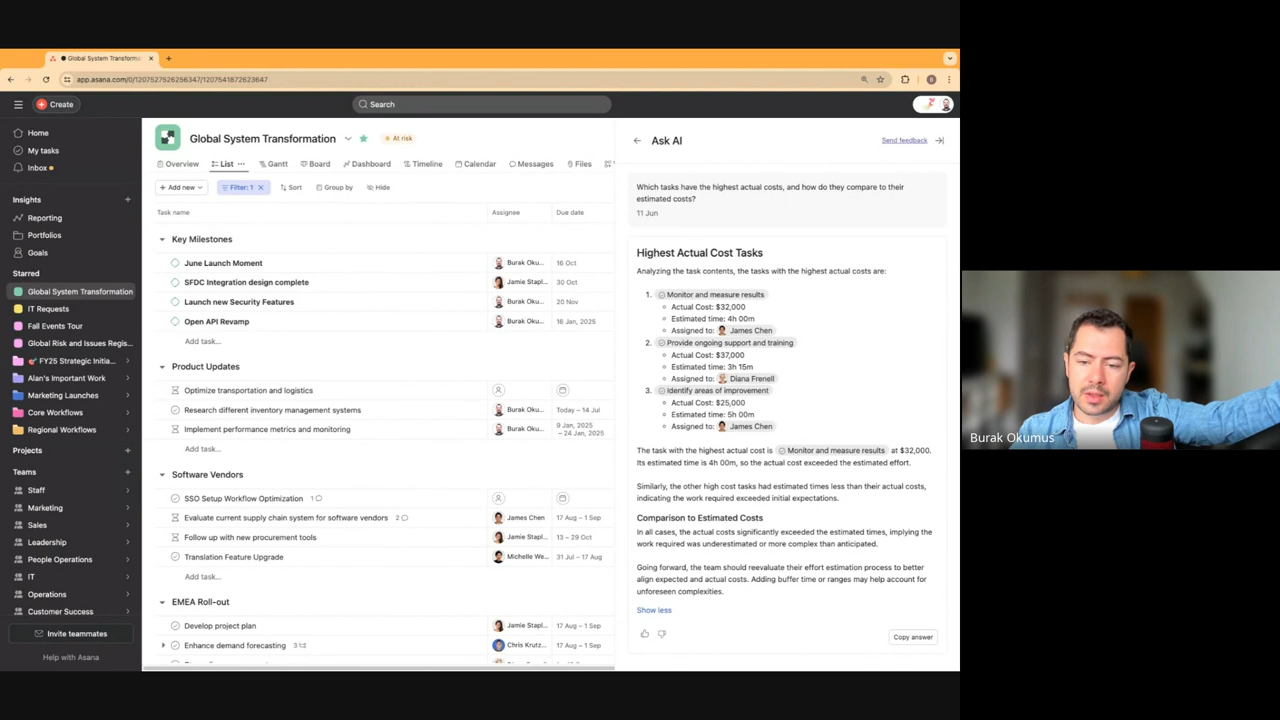 Global System Transforma
app.asana.com/0/1207527526256347/1207541872623647
Create
Search
B
Home
My tasks
Inbox
Insights
Reporting
Portfolios
Goals
Starred
Global System Transformation
IT Requests
Fall Events Tour
Global Risk and Issues Regis...
FY25 Strategic Initia...
Alan's Important Work
Marketing Launches
Core Workflows
Regional Workflows
Projects
Teams
Staff
Marketing
Sales
Leadership
People Operations
IT
Operations
Customer Success
Invite teammates
Help with Asana
Global System Transformation
At risk
Overview List Gantt Board Dashboard Timeline Calendar Messages Files
Add new Filter: 1 Sort Group by Hide
Task name Assignee Due date
Key Milestones
June Launch Moment Burak Oku... 16 Oct
SFDC Integration design complete Jamie Stapl... 30 Oct
Launch new Security Features Burak Oku... 20 Nov
Open API Revamp Burak Oku... 16 Jan, 2025
Add task...
Product Updates
Optimize transportation and logistics
Research different inventory management systems Burak Oku... Today – 14 Jul
Implement performance metrics and monitoring Burak Oku... 9 Jan, 2025
– 24 Jan, 2025
Add task...
Software Vendors
SSO Setup Workflow Optimization 1
Evaluate current supply chain system for software vendors 2 James Chen 17 Aug – 1 Sep
Follow up with new procurement tools Jamie Stapl... 13 – 29 Oct
Translation Feature Upgrade Michelle We... 31 Jul – 17 Aug
Add task...
EMEA Roll-out
Develop project plan Jamie Stapl... 17 Aug – 1 Sep
Enhance demand forecasting 3 Chris Krutz... 17 Aug – 1 Sep
Ask AI
Send feedback
Which tasks have the highest actual costs, and how do they compare to their
estimated costs?
11 Jun
Highest Actual Cost Tasks
Analyzing the task contents, the tasks with the highest actual costs are:
1. Monitor and measure results
Actual Cost: $32,000
Estimated time: 4h 00m
Assigned to: James Chen
2. Provide ongoing support and training
Actual Cost: $37,000
Estimated time: 3h 15m
Assigned to: Diana Frenell
3. Identify areas of improvement
Actual Cost: $25,000
Estimated time: 5h 00m
Assigned to: James Chen
The task with the highest actual cost is Monitor and measure results at $32,000.
Its estimated time is 4h 00m, so the actual cost exceeded the estimated effort.
Similarly, the other high cost tasks had estimated times less than their actual costs,
indicating the work required exceeded initial expectations.
Comparison to Estimated Costs
In all cases, the actual costs significantly exceeded the estimated times, implying the
work required was underestimated or more complex than anticipated.
Going forward, the team should reevaluate their effort estimation process to better
align expected and actual costs. Adding buffer time or ranges may help account for
unforeseen complexities.
Show less
Copy answer
Burak Okumus